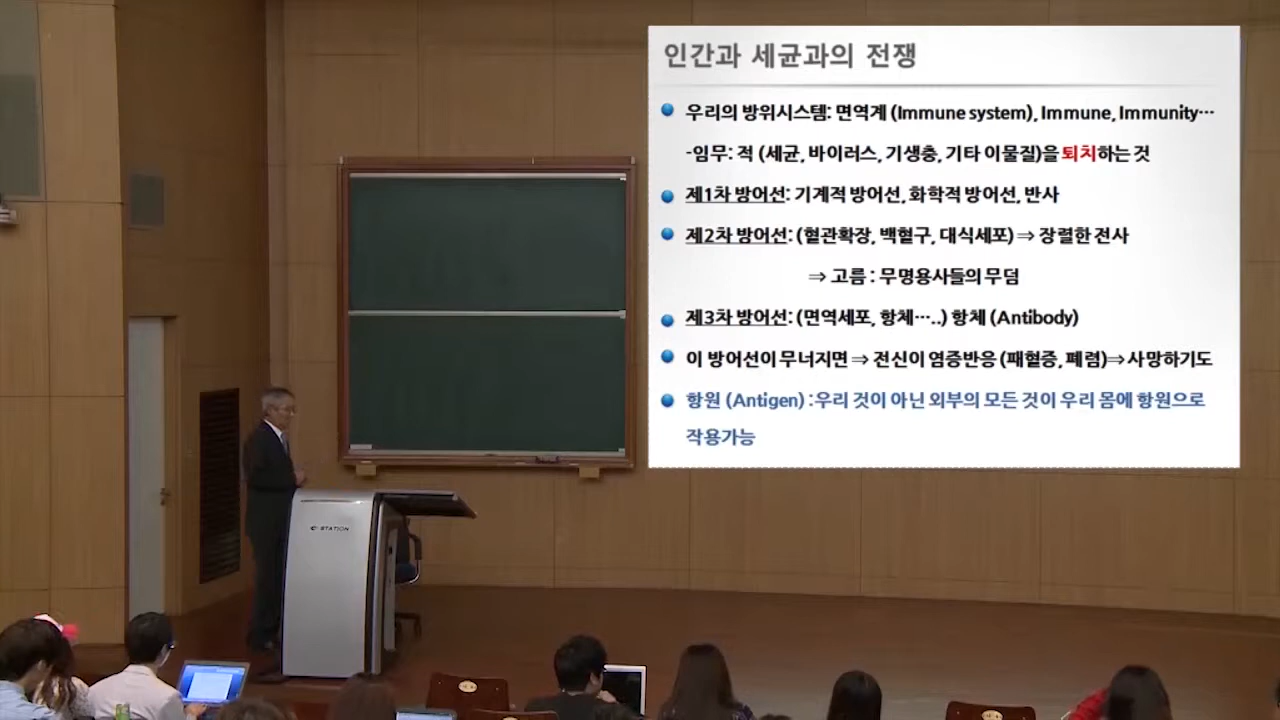 인간과 세균과의 전쟁
우리의 방위시스템: 면역계 (Immune system), Immune, Immunity…
-임무: 적 (세균, 바이러스, 기생충, 기타 이물질)을 퇴치하는 것
제1차 방어선: 기계적 방어선, 화학적 방어선, 반사
제2차 방어선: (혈관확장, 백혈구, 대식세포) ⇒ 장렬한 전사
⇒ 고름 : 무명용사들의 무덤
제3차 방어선: (면역세포, 항체…..) 항체 (Antibody)
이 방어선이 무너지면 ⇒ 전신이 염증반응 (패혈증, 폐렴)⇒ 사망하기도
항원 (Antigen) :우리 것이 아닌 외부의 모든 것이 우리 몸에 항원으로
작용가능
STATION